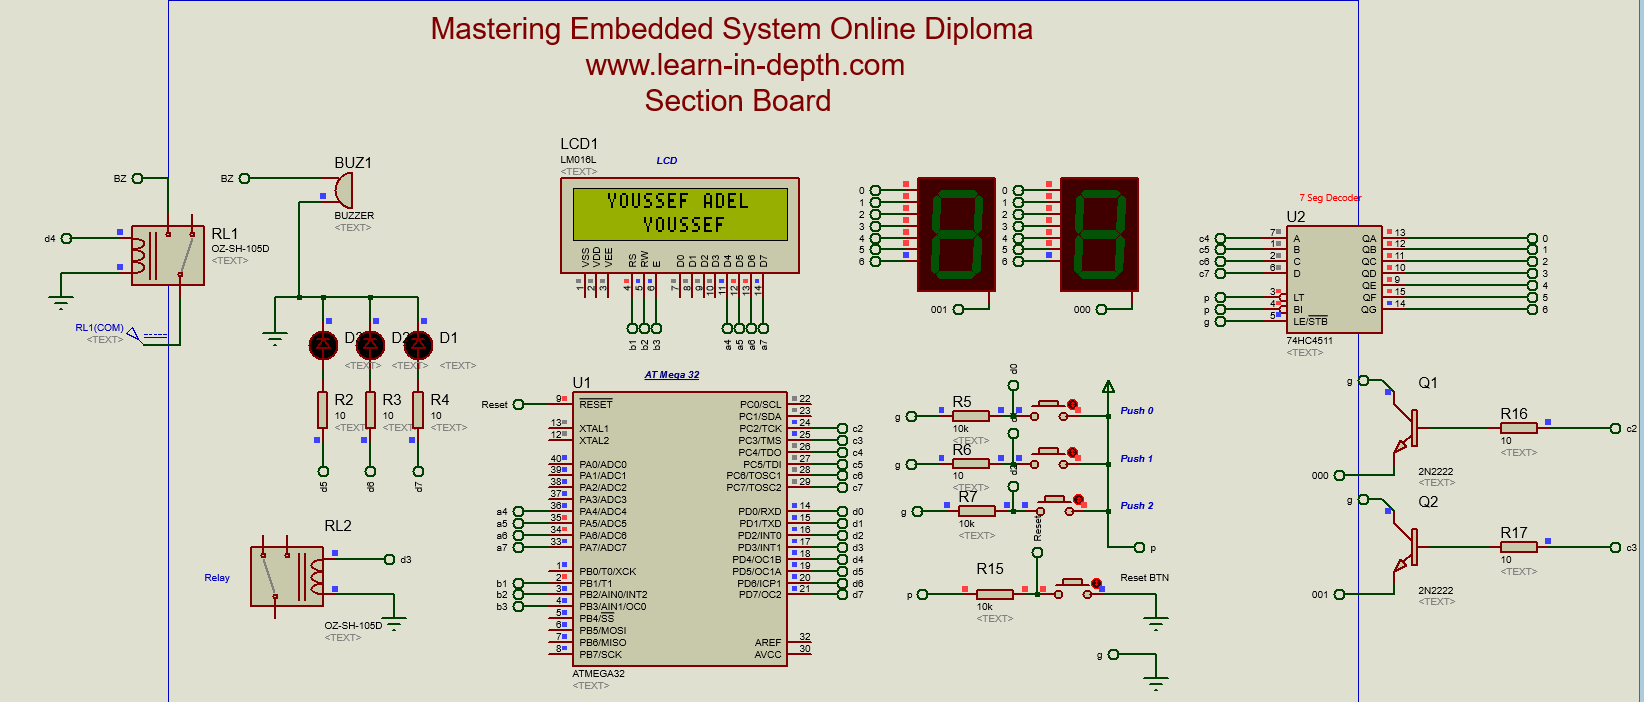 Mastering Embedded System Online Diploma
www.learn-in-depth.com
Section Board
BZ
d4
RL1
OZ-SH-105D
<TEXT>
RL1(COM)
<TEXT>
BZ
BUZ1
BUZZER
<TEXT>
D1
<TEXT> <TEXT> <TEXT>
R2
10
<TEXT>
R3
10
<TEXT>
R4
10
<TEXT>
d5 d6 d7
RL2
Relay
d3
OZ-SH-105D
<TEXT>
LCD1
LM016L
<TEXT>
LCD
YOUSSEF ADEL
YOUSSEF
VSS VDD VEE RS RW E D0 D1 D2 D3 D4 D5 D6 D7
1 2 3 4 5 6 7 8 9 10 11 12 13 14
b1 b2 b3 a4 a5 a6 a7
AT Mega 32
U1
Reset 9 RESET
13 XTAL1
12 XTAL2
40 PA0/ADC0
39 PA1/ADC1
38 PA2/ADC2
37 PA3/ADC3
a4 36 PA4/ADC4
a5 35 PA5/ADC5
a6 34 PA6/ADC6
a7 33 PA7/ADC7
1 PB0/T0/XCK
b1 2 PB1/T1
b2 3 PB2/AIN0/INT2
b3 4 PB3/AIN1/OC0
5 PB4/SS
6 PB5/MOSI
7 PB6/MISO
8 PB7/SCK
PC0/SCL 22
PC1/SDA 23
PC2/TCK 24 c2
PC3/TMS 25 c3
PC4/TDO 26 c4
PC5/TDI 27 c5
PC6/TOSC1 28 c6
PC7/TOSC2 29 c7
PD0/RXD 14 d0
PD1/TXD 15 d1
PD2/INT0 16 d2
PD3/INT1 17 d3
PD4/OC1B 18 d4
PD5/OC1A 19 d5
PD6/ICP1 20 d6
PD7/OC2 21 d7
AREF 32
AVCC 30
ATMEGA32
<TEXT>
0
1
2
3
4
5
6
001
0
1
2
3
4
5
6
000
d0
g R5
10k
<TEXT>
Push 0
g R6
10
<TEXT>
Push 1
g R7
10k
<TEXT>
Push 2
p
Reset
p R15
10k
<TEXT>
Reset BTN
g
7 Seg Decoder
U2
c4 7 A QA 13 0
c5 1 B QB 12 1
c6 2 C QC 11 2
c7 6 D QD 10 3
QE 9 4
p 3 LT QF 15 5
p 4 BI QG 14 6
g 5 LE/STB
74HC4511
<TEXT>
g Q1
R16
10
<TEXT>
c2
000
2N2222
<TEXT>
g Q2
R17
10
<TEXT>
c3
001
2N2222
<TEXT>